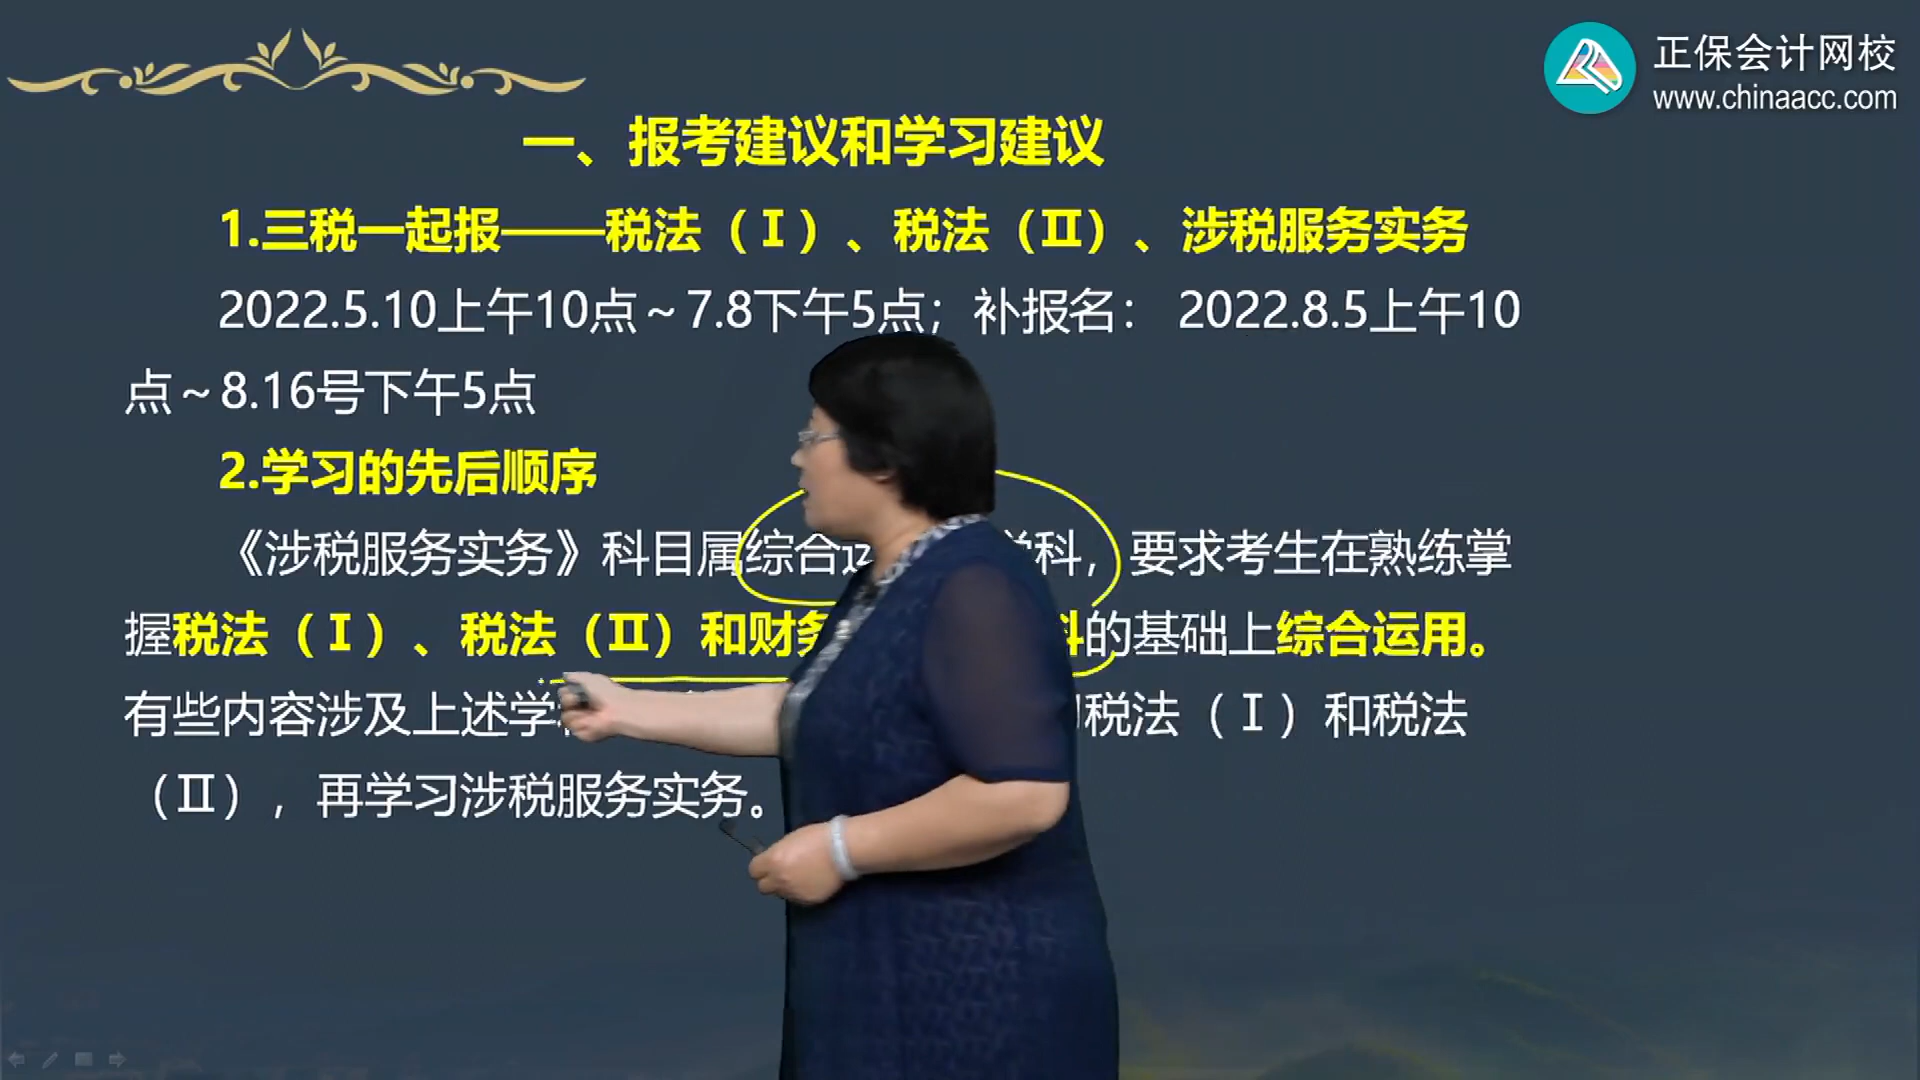 正保会计网校
www.chinaacc.com
一、报考建议和学习建议
1.三税一起报——税法（Ⅰ）、税法（Ⅱ）、涉税服务实务
2022.5.10上午10点～7.8下午5点；补报名： 2022.8.5上午10
点～8.16号下午5点
2.学习的先后顺序
《涉税服务实务》科目属综合 学科，要求考生在熟练掌
握税法（Ⅰ）、税法（Ⅱ）和财务 的基础上综合运用。
有些内容涉及上述学 税法（Ⅰ）和税法
（Ⅱ），再学习涉税服务实务。